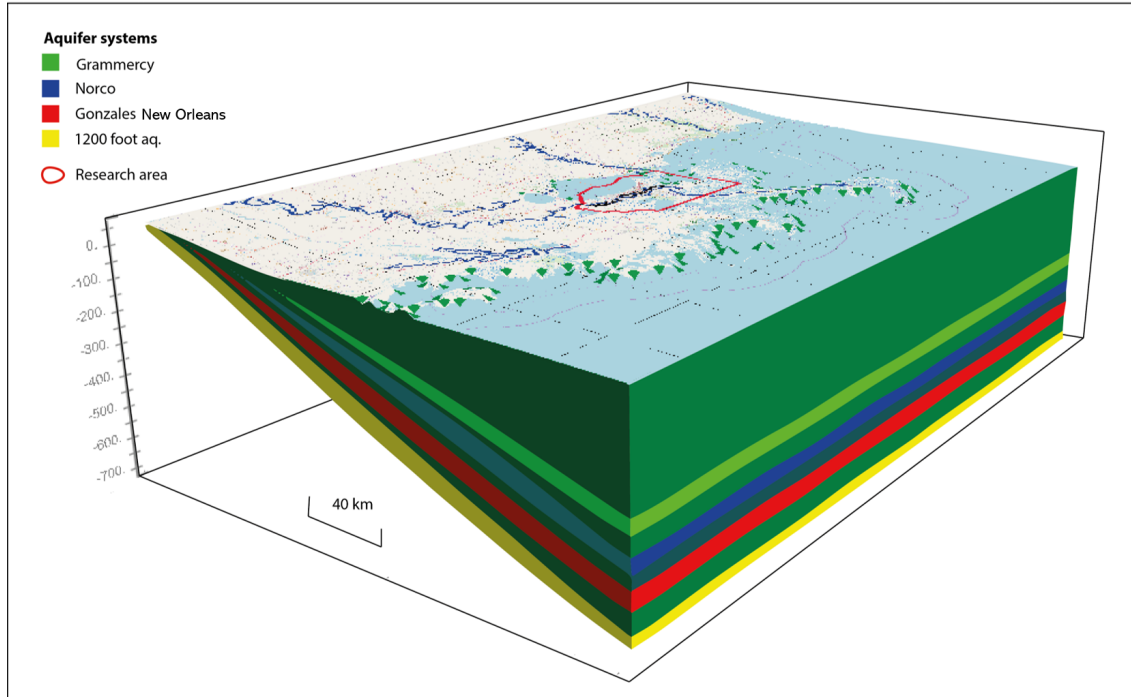 Aquifer systems
Grammercy
Norco
Gonzales New Orleans
1200 foot aq.
Research area
0.
-100.
-200.
-300.
-400.
-500.
-600.
-700.
40 km